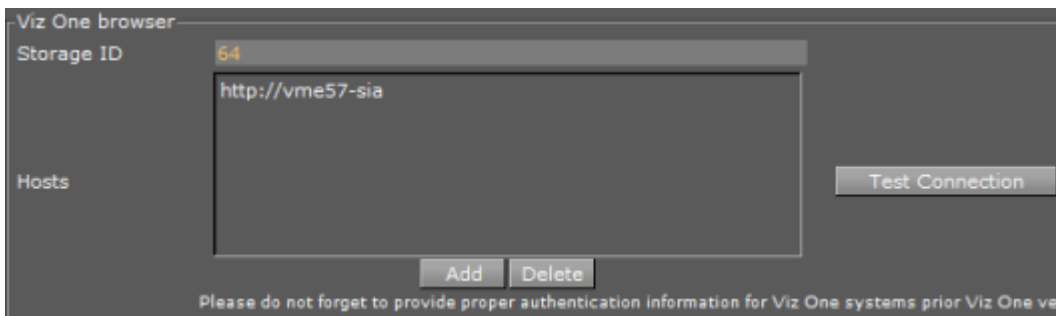 Viz One browser
Storage ID 64
http://vme57-sia
Hosts
Test Connection
Add Delete
Please do not forget to provide proper authentication information for Viz One systems prior Viz One ve